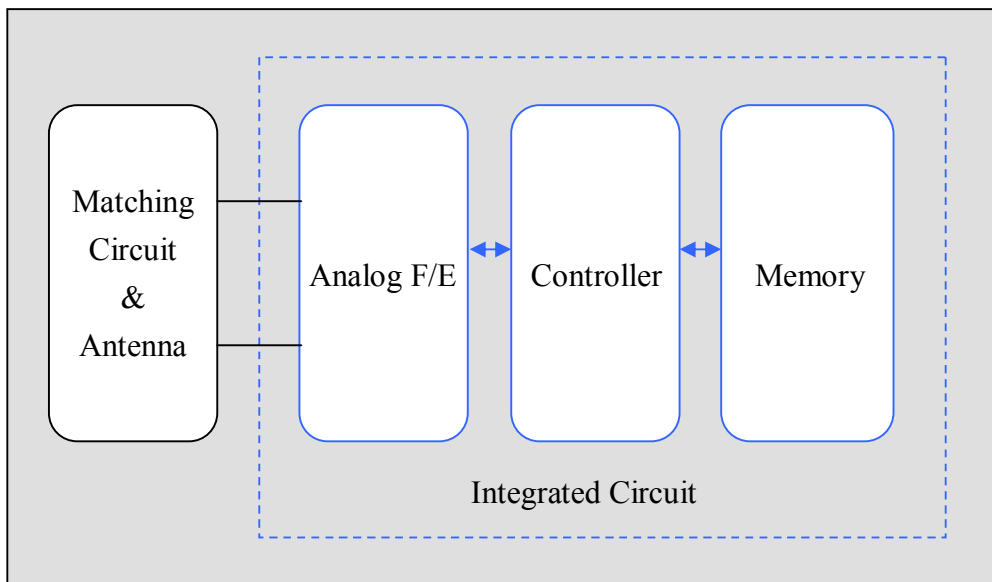 Matching
Circuit
&
Antenna
Analog F/E
Controller
Memory
Integrated Circuit